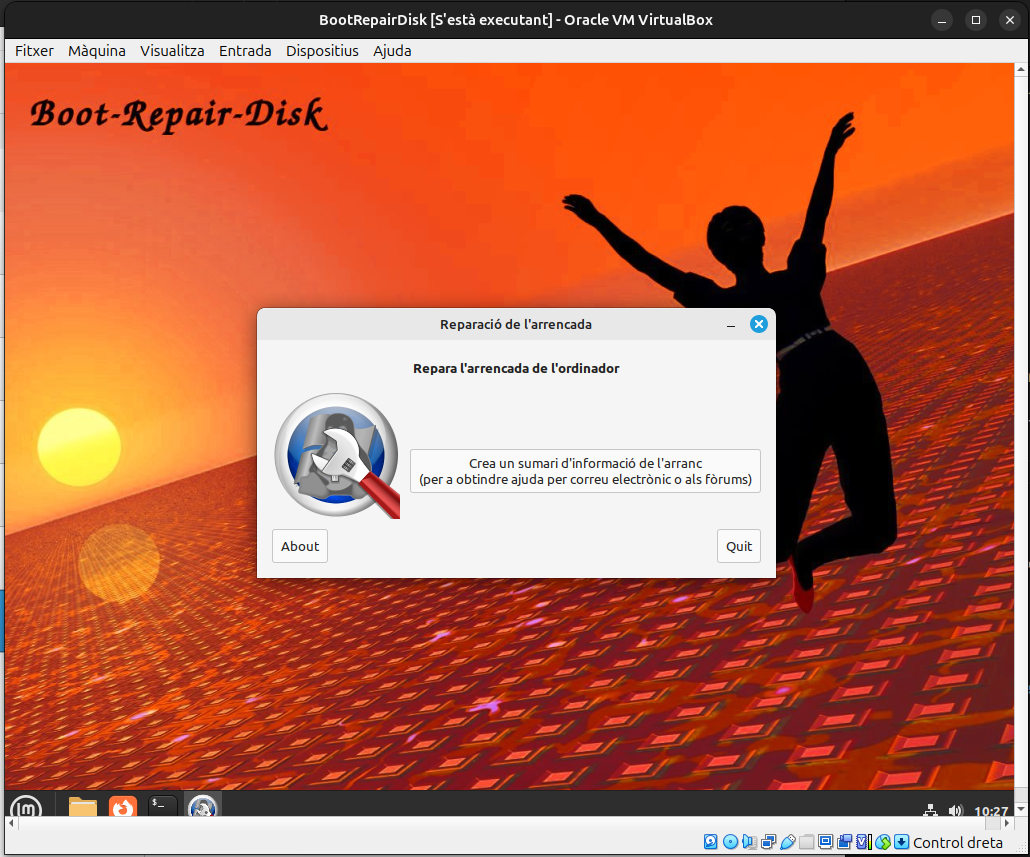 BootRepairDisk [S'està executant] - Oracle VM VirtualBox
Fitxer Màquina Visualitza Entrada Dispositius Ajuda
Boot-Repair-Disk
Reparació de l'arrencada
Repara l'arrencada de l'ordinador
Crea un sumari d'informació de l'arranc
(per a obtindre ajuda per correu electrònic o als fòrums)
About
Quit
$_
10:27
Control dreta